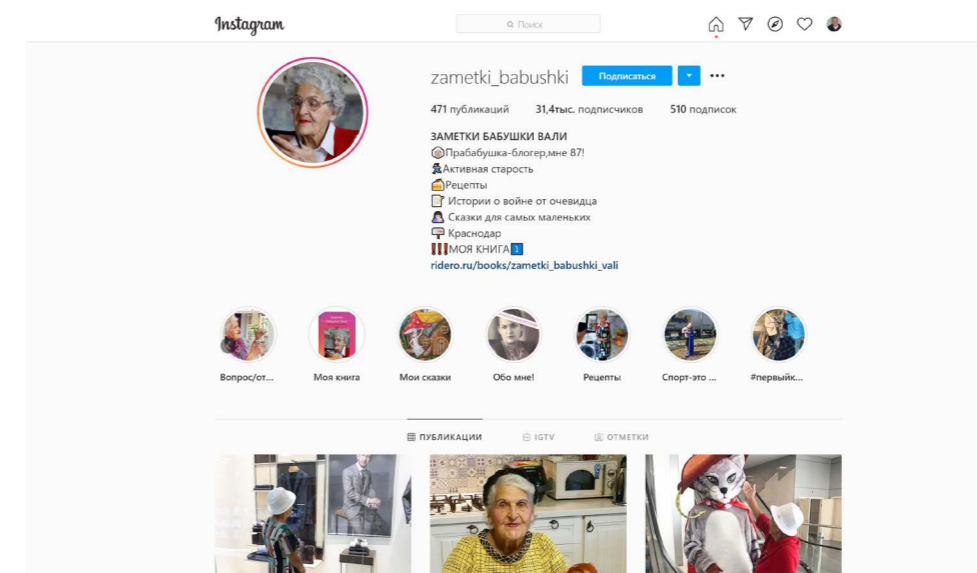 Instagram
Поиск
zametki_babushki Подписаться
471 публикаций 31,4тыс. подписчиков 510 подписок
ЗАМЕТКИ БАБУШКИ ВАЛИ
Прабабушка-блогер,мне 87!
Активная старость
Рецепты
Истории о войне от очевидца
Сказки для самых маленьких
Краснодар
МОЯ КНИГА1
ridero.ru/books/zametki_babushki_vali
Вопрос/от... Моя книга Мои сказки Обо мне! Рецепты Спорт-это ... #первыйк...
ПУБЛИКАЦИИ IGTV ОТМЕТКИ